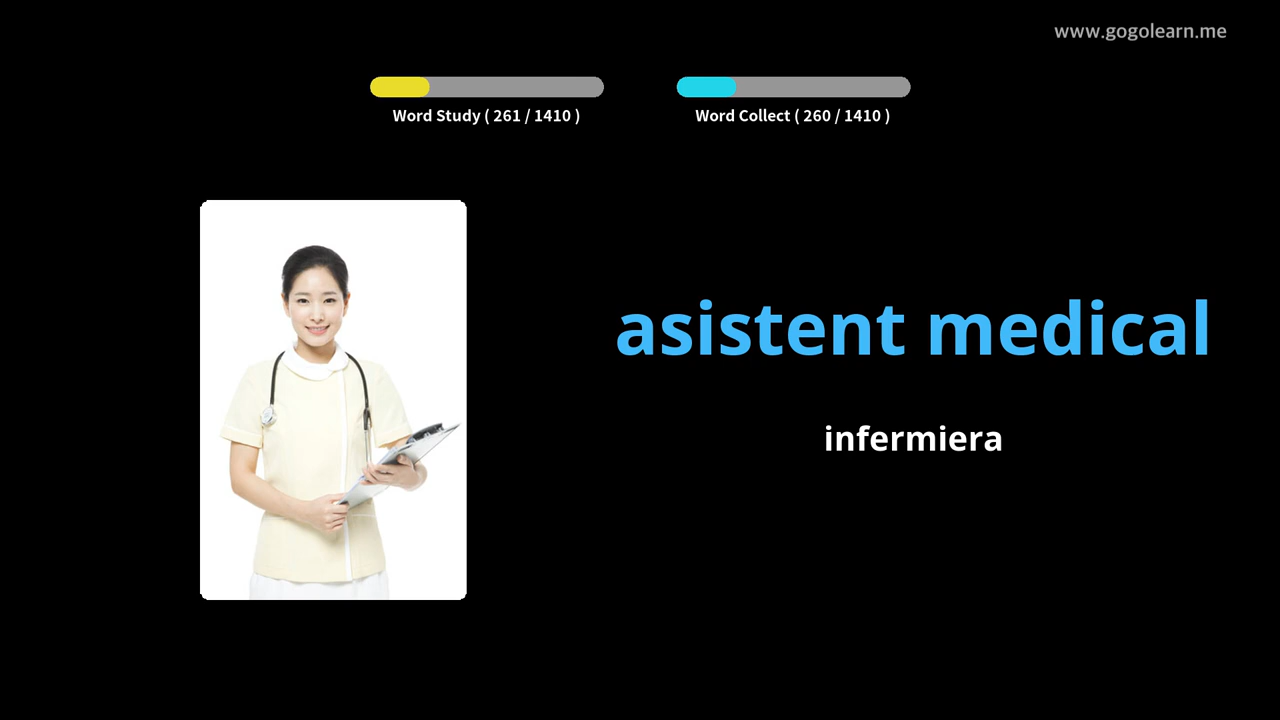 www.gogolearn.me
Word Study ( 261 / 1410 )
Word Collect ( 260 / 1410 )
asistent medical
infermiera